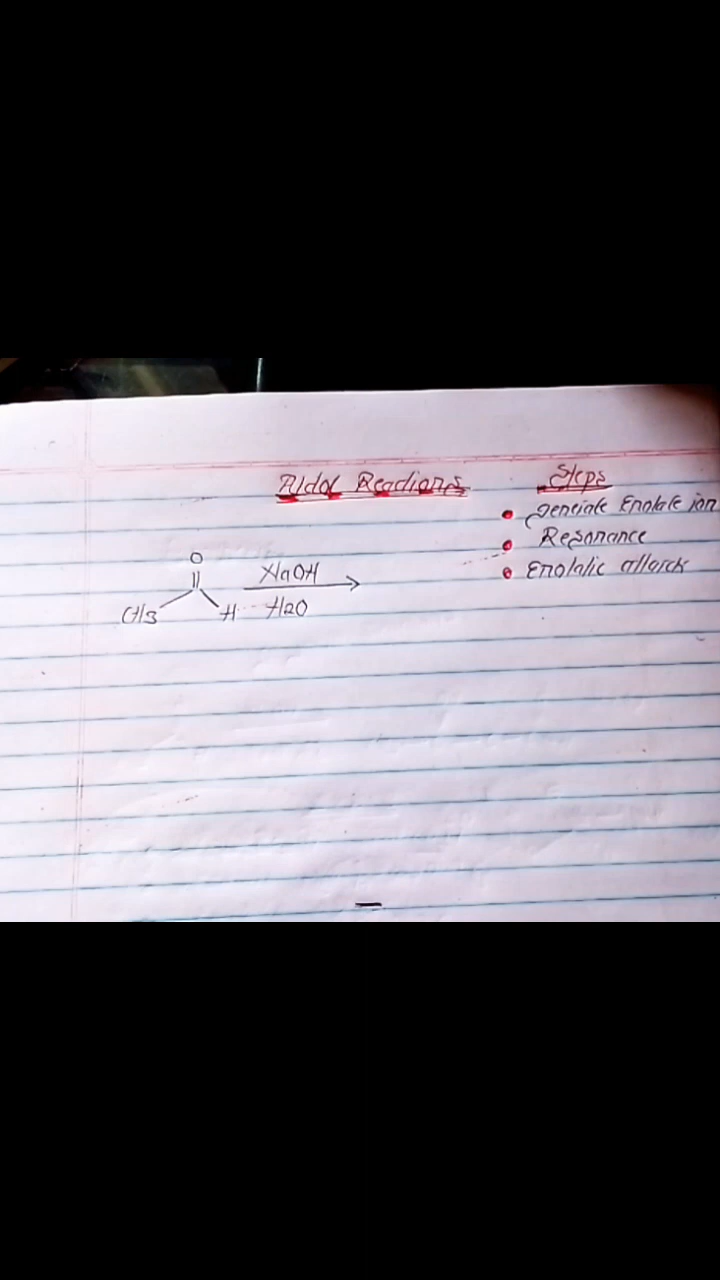 Aldol Reactions
Steps
• generate Enolate ion
• Resonance
• Enolatic attack
O
NaOH
CH3 H H2O